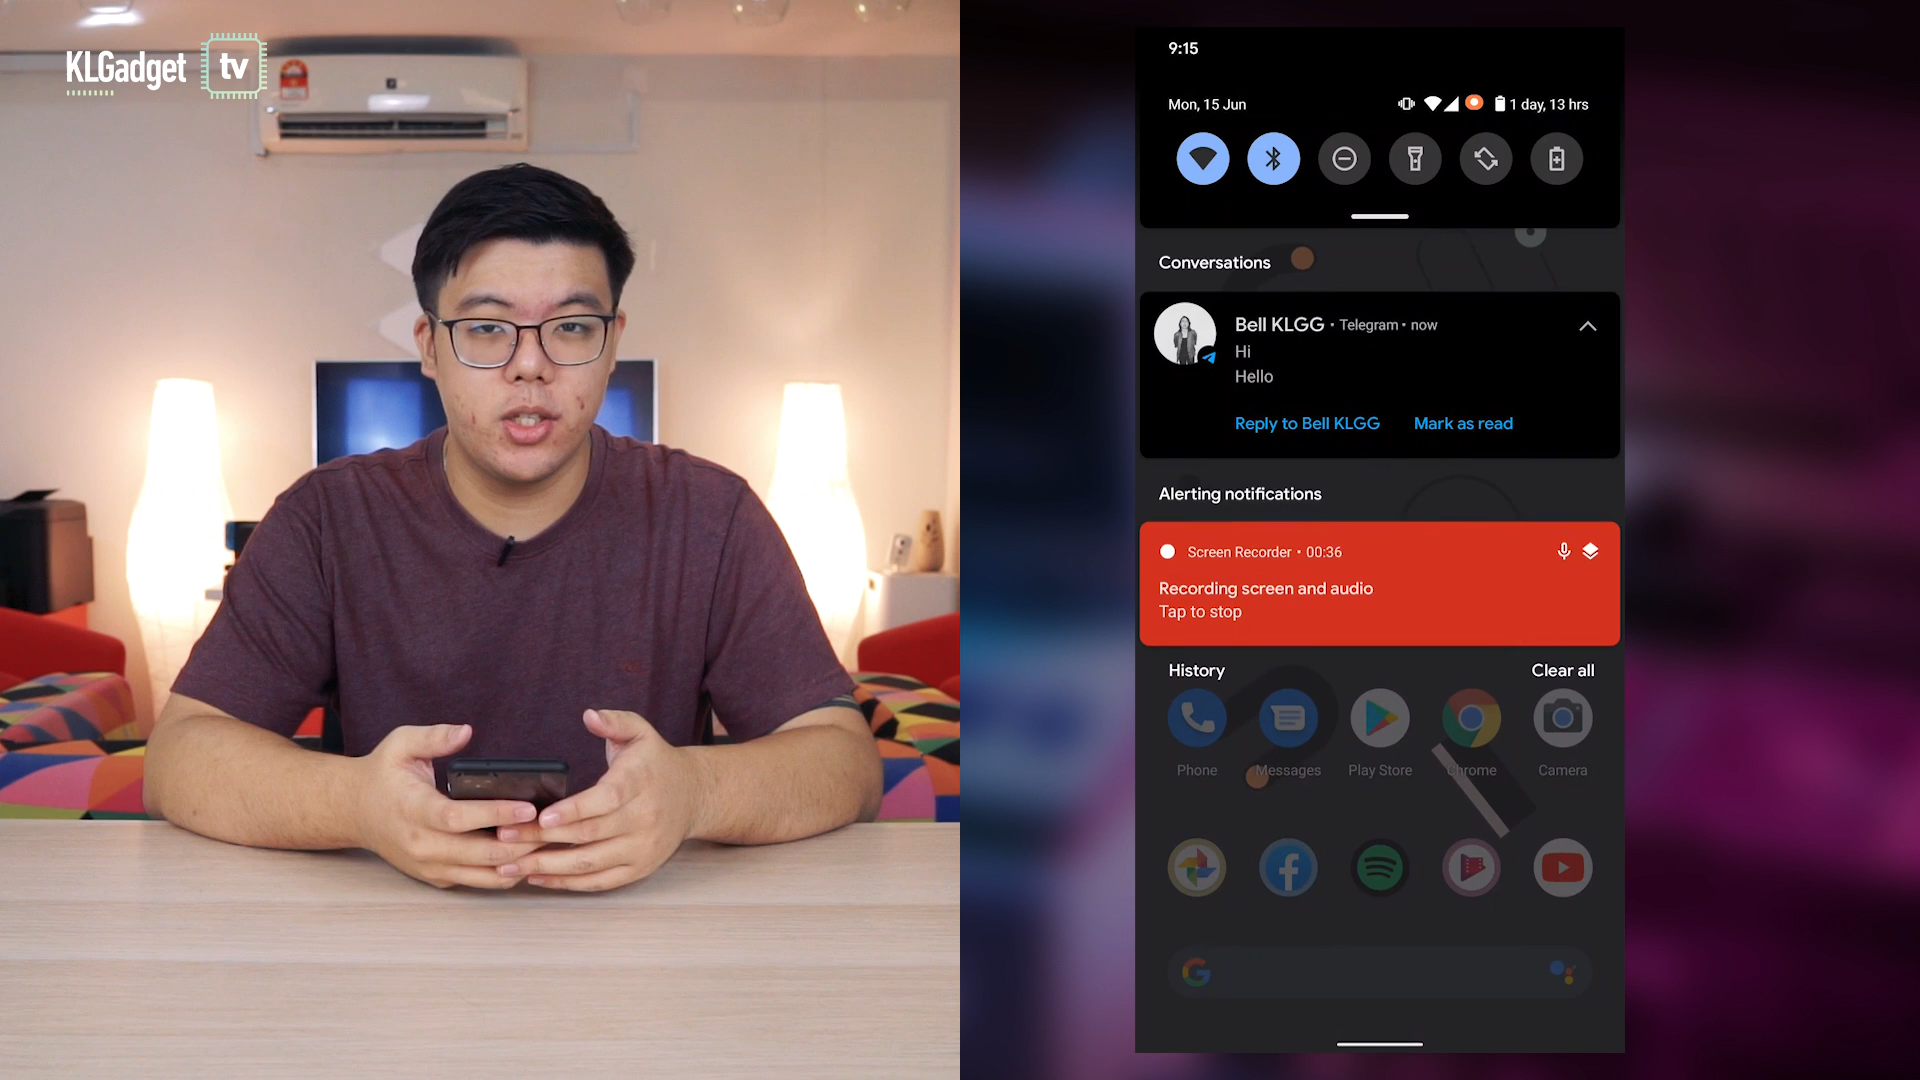 KLGadget tv
9:15
Mon, 15 Jun
1 day, 13 hrs
Conversations
Bell KLGG • Telegram • now
Hi
Hello
Reply to Bell KLGG Mark as read
Alerting notifications
Screen Recorder • 00:36
Recording screen and audio
Tap to stop
History Clear all
Phone Messages Play Store Chrome Camera